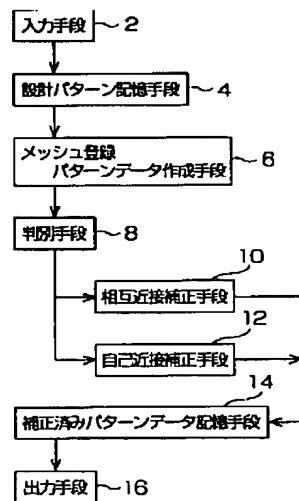 入力手段 2
設計パターン記憶手段 4
メッシュ登録
パターンデータ作成手段 6
判別手段 8
10
相互近接補正手段
12
自己近接補正手段
14
補正済みパターンデータ記憶手段
出力手段 16